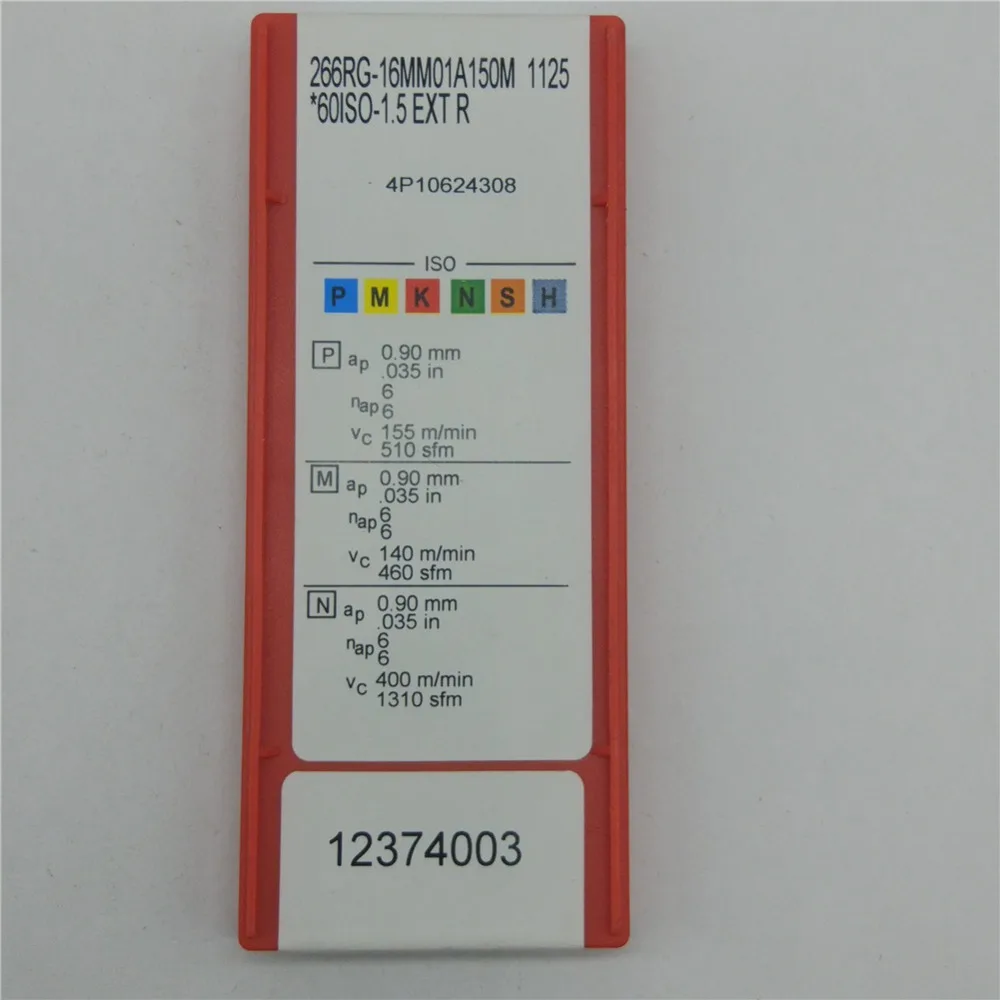 266RG-16MM01A150M 1125
*60ISO-1.5 EXT R
4P10624308
ISO
P M K N S H
P ap 0.90 mm
.035 in
nap 6
6
vc 155 m/min
510 sfm
M ap 0.90 mm
.035 in
nap 6
6
vc 140 m/min
460 sfm
N ap 0.90 mm
.035 in
nap 6
6
vc 400 m/min
1310 sfm
12374003